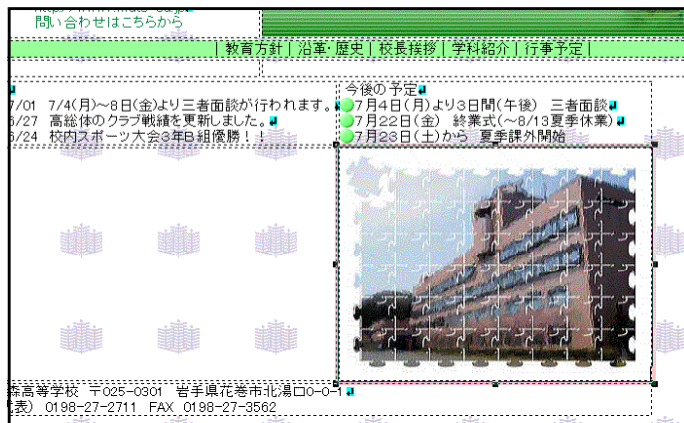 問い合わせはこちらから
|教育方針|沿革・歴史|校長挨拶|学科紹介|行事予定|
今後の予定
7/01 7/4(月)～8日(金)より三者面談が行われます。
7月4日(月)より3日間(午後) 三者面談
6/27 高総体のクラブ戦績を更新しました。
7月22日(金) 終業式(～8/13夏季休業)
6/24 校内スポーツ大会3年B組優勝！！
7月23日(土)から 夏季課外開始
森高等学校 〒025-0301 岩手県花巻市北湯口0-0-1
表) 0198-27-2711 FAX 0198-27-3562